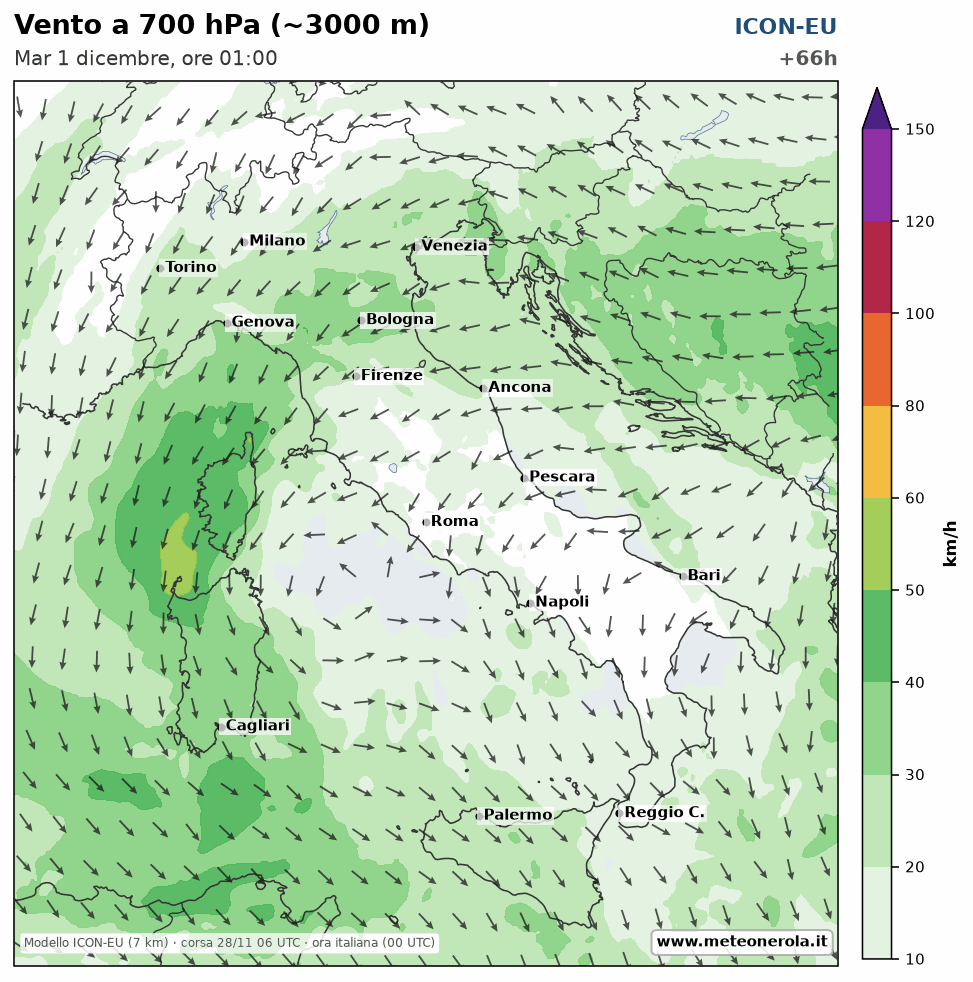 Vento a 700 hPa (~3000 m)
ICON-EU
Mar 1 dicembre, ore 01:00
+66h
150
120
Venezia
Milano
Torino
Bologna
Genova
100
Firenze
Ancona
80
Pescara
60
Roma
km/h
Bari
50
Napoli
40
Cagliari
30
Palermo
Reggio C.
20
Modello ICON-EU (7 km) · corsa 28/11 06 UTC · ora italiana (00 UTC)
www.meteonerola.it
10